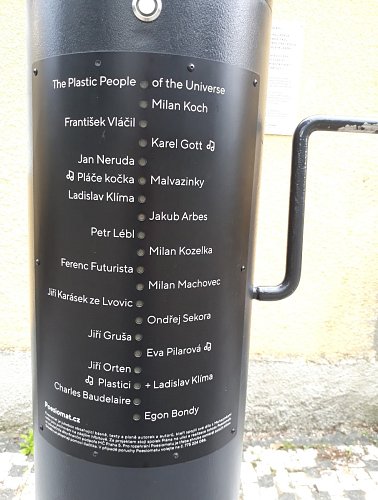 The Plastic People of the Universe
Milan Koch
František Vláčil
Karel Gott
Jan Neruda
Pláče kočka Malvazinky
Ladislav Klíma
Jakub Arbes
Petr Lébl
Milan Kozelka
Ferenc Futurista
Milan Machovec
Jiří Karásek ze Lvovic
Ondřej Sekora
Jiří Gruša
Eva Pilarová
Jiří Orten
Plastici + Ladislav Klíma
Charles Baudelaire
Egon Bondy
Poesiomat.cz